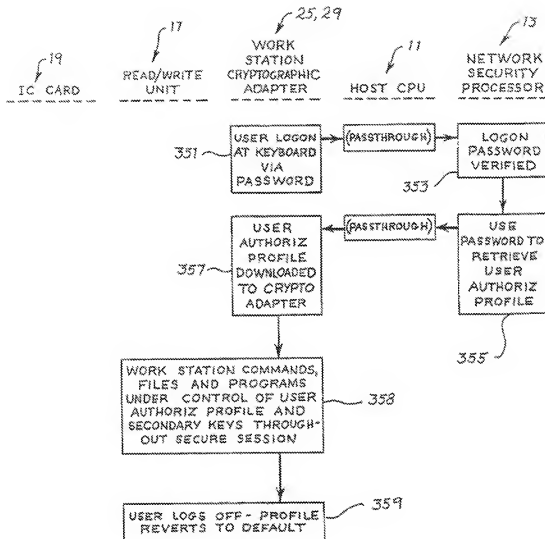 19
IC CARD
17
READ/WRITE
UNIT
25,29
WORK
STATION
CRYPTOGRAPHIC
ADAPTER
11
HOST CPU
13
NETWORK
SECURITY
PROCESSOR
351
USER LOGON
AT KEYBOARD
VIA
PASSWORD
(PASSTHROUGH)
LOGON
PASSWORD
VERIFIED
353
357
USER
AUTHORIZ
PROFILE
DOWNLOADED
TO CRYPTO
ADAPTER
(PASSTHROUGH)
USE
PASSWORD TO
RETRIEVE
USER
AUTHORIZ
PROFILE
355
WORK STATION COMMANDS,
FILES AND PROGRAMS
UNDER CONTROL OF USER
AUTHORIZ PROFILE AND
SECONDARY KEYS THROUGH-
OUT SECURE SESSION
358
USER LOGS OFF-PROFILE
REVERTS TO DEFAULT
359